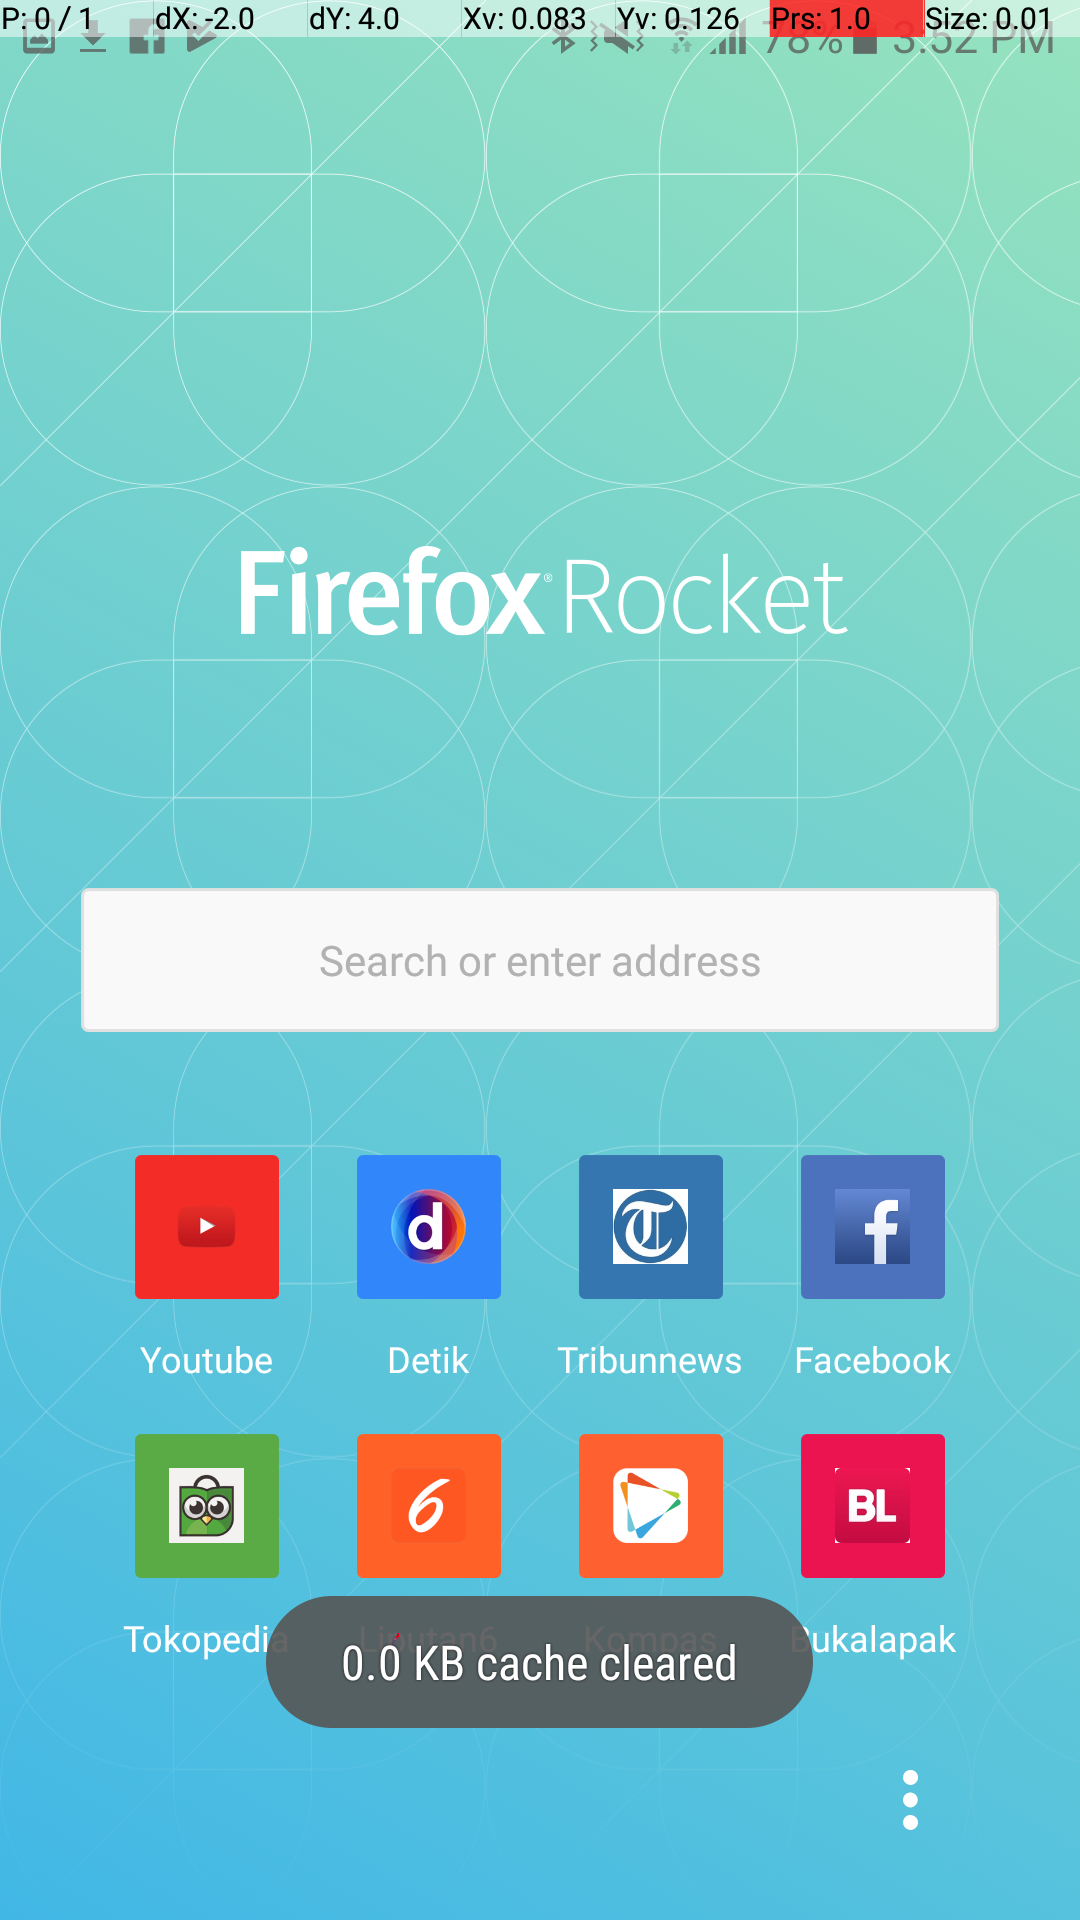 P: 0 / 1 dX: -2.0 dY: 4.0 Xv: 0.083 Yv: 0.126 Prs: 1.0 Size: 0.01
78% 3:52 PM
Firefox® Rocket
Search or enter address
d
T
f
Youtube Detik Tribunnews Facebook
6
BL
Tokopedia Liputan6 Kompas Bukalapak
0.0 KB cache cleared